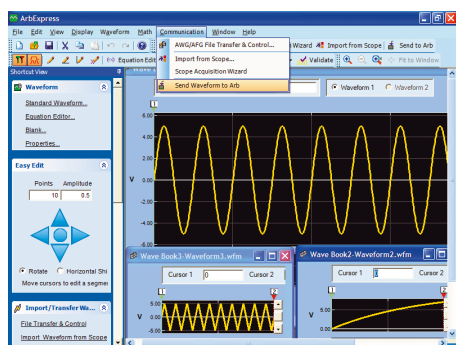 ArbExpress
File Edit View Display Waveform Math Communication Window Help
AWG/AFG File Transfer & Control...
Import from Scope...
Scope Acquisition Wizard
Send Waveform to Arb
Wizard Import from Scope Send to Arb
Equation Edit Validate Fit to Window
Shortcut View
Waveform
Standard Waveform...
Equation Editor...
Blank...
Properties...
Easy Edit
Points Amplitude
10 0.5
Rotate Horizontal Shi
Move cursors to edit a segme
Import/Transfer Wa...
File Transfer & Control
Import Waveform from Scope
Waveform 1 Waveform 2
1
6.00
4.00
2.00
V 0.00
-2.00
-4.00
-6.00
Wave Book3-Waveform3.wfm
Cursor 1 0 Cursor 2
1 2
5.00
V 0.00
-5.00
Wave Book2-Waveform2.wfm
Cursor 1 Cursor 2
1 2
5.00
V
0.00